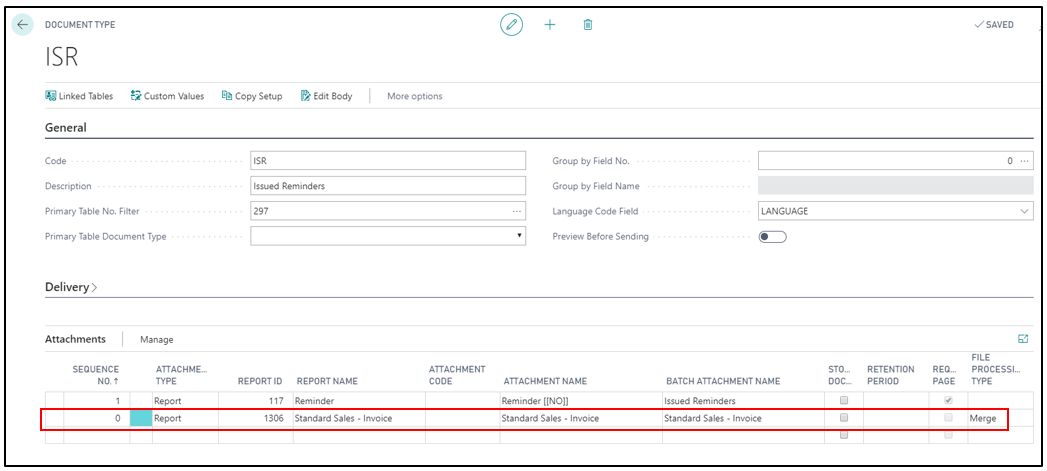 DOCUMENT TYPE
SAVED
ISR
Linked Tables Custom Values Copy Setup Edit Body More options
General
Code ISR Group by Field No. 0 ...
Description Issued Reminders Group by Field Name
Primary Table No. Filter 297 ... Language Code Field LANGUAGE
Primary Table Document Type Preview Before Sending
Delivery
Attachments Manage
SEQUENCE ATTACHME... ATTACHMENT STO... RETENTION REQ... FILE PROCESSI...
NO. ↑ TYPE REPORT ID REPORT NAME CODE ATTACHMENT NAME BATCH ATTACHMENT NAME DOC... PERIOD PAGE TYPE
1 Report 117 Reminder Reminder [[NO]] Issued Reminders
0 Report 1306 Standard Sales - Invoice Standard Sales - Invoice Standard Sales - Invoice Merge